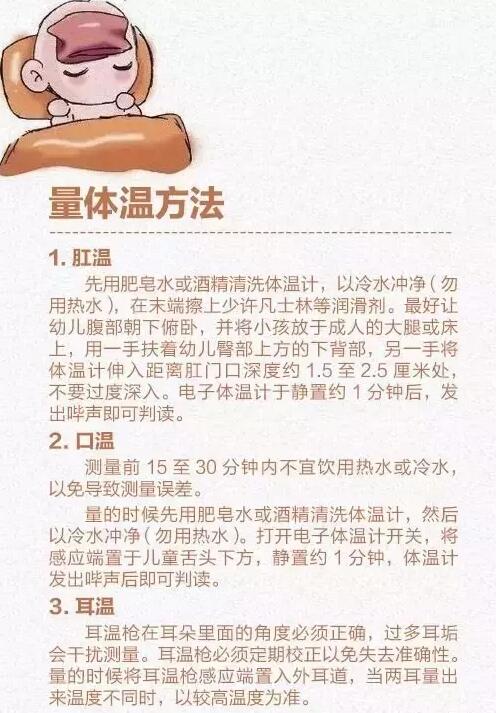 量体温方法
1. 肛温
先用肥皂水或酒精清洗体温计，以冷水冲净（勿
用热水），在末端擦上少许凡士林等润滑剂。最好让
幼儿腹部朝下俯卧，并将小孩放于成人的大腿或床
上，用一手扶着幼儿臀部上方的下背部，另一手将
体温计伸入距离肛门口深度约 1.5 至 2.5 厘米处，
不要过度深入。电子体温计于静置约 1 分钟后，发
出哔声即可判读。
2. 口温
测量前 15 至 30 分钟内不宜饮用热水或冷水，
以免导致测量误差。
量的时候先用肥皂水或酒精清洗体温计，然后
以冷水冲净（勿用热水）。打开电子体温计开关，将
感应端置于儿童舌头下方，静置约 1 分钟，体温计
发出哔声后即可判读。
3. 耳温
耳温枪在耳朵里面的角度必须正确，过多耳垢
会干扰测量。耳温枪必须定期校正以免失去准确性。
量的时候将耳温枪感应端置入外耳道，当两耳量出
来温度不同时，以较高温度为准。